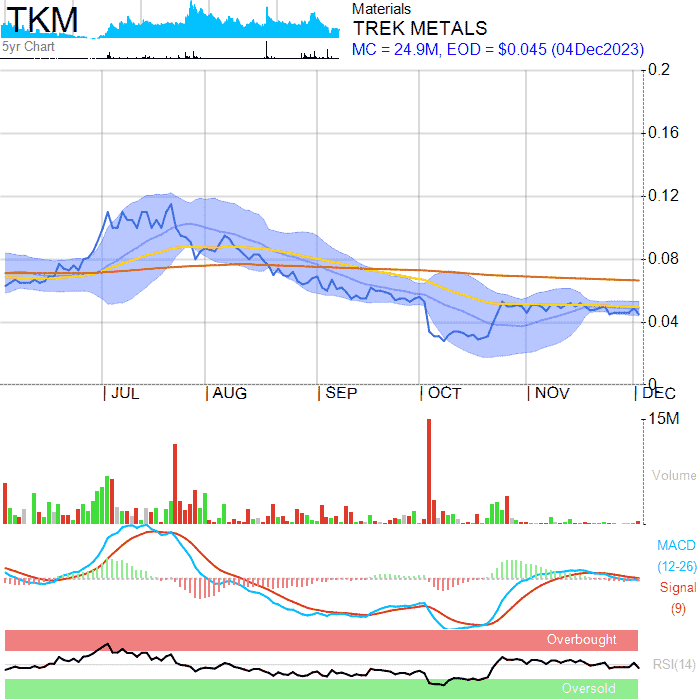 TKM
Materials
TREK METALS
5yr Chart
MC = 24.9M, EOD = $0.045 (04Dec2023)
0.2
0.16
0.12
0.08
0.04
0
JUL AUG SEP OCT NOV DEC
15M
Volume
MACD
(12-26)
Signal
(9)
Overbought
RSI(14)
Oversold